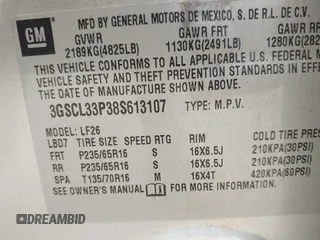 GM
MFD BY GENERAL MOTORS DE MEXICO, S. DE R.L. DE C.V.
GVWR GAWR FRT GAWR RR
2189KG(4825LB) 1130KG(2491LB) 1280KG(282
THIS VEHICLE CONFORMS TO ALL APPLICABLE U.S. FEDERAL M
VEHICLE SAFETY AND THEFT PREVENTION STANDARDS IN EFFECT
THE DATE OF MANUFACTURE SHOWN ABOVE.
3GSCL33P38S613107 TYPE: M.P.V.
MODEL: LF26
LBD7 TIRE SIZE SPEED RTG RIM COLD TIRE PRES
FRT P235/65R16 S 16X6.5J 210KPA(30PSI)
RR P235/65R16 S 16X6.5J 210KPA(30PSI)
SPA T135/70R16 M 16X4T 420KPA(60PSI)
SEE OWNER'S MANUAL FOR ADDITIONAL INFORMATION
DREAMBID